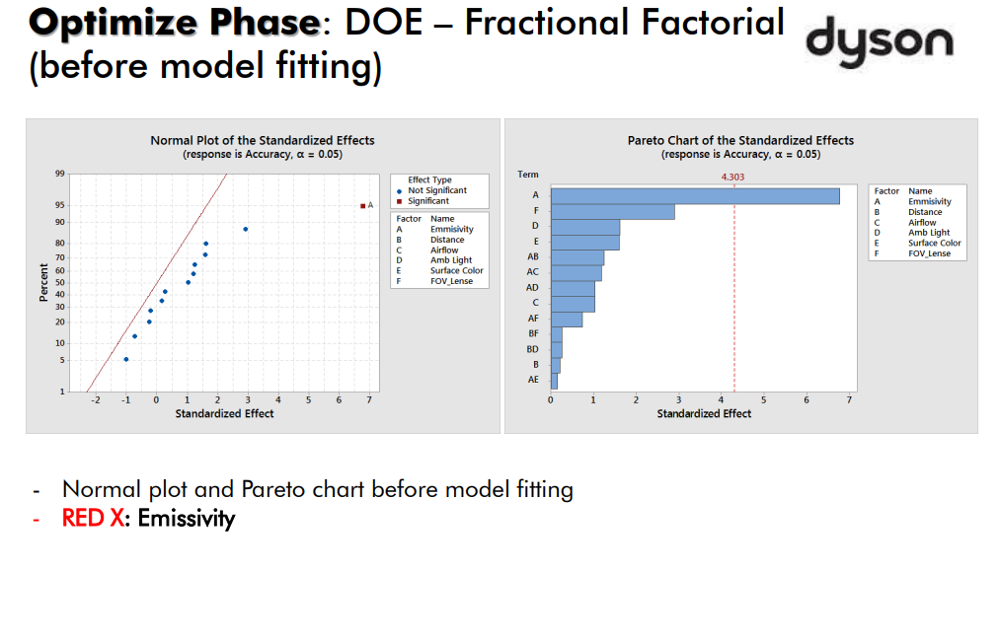 Optimize Phase: DOE – Fractional Factorial
(before model fitting)
dyson
Normal Plot of the Standardized Effects
(response is Accuracy, α = 0.05)
Percent
99
95
90
80
70
60
50
40
30
20
10
5
1
A
-2 -1 0 1 2 3 4 5 6 7
Standardized Effect
Effect Type
Not Significant
Significant
Factor Name
A Emmisivity
B Distance
C Airflow
D Amb Light
E Surface Color
F FOV_Lense
Pareto Chart of the Standardized Effects
(response is Accuracy, α = 0.05)
Term
4.303
A
F
D
E
AB
AC
AD
C
AF
BF
BD
B
AE
0 1 2 3 4 5 6 7
Standardized Effect
Factor Name
A Emmisivity
B Distance
C Airflow
D Amb Light
E Surface Color
F FOV_Lense
- Normal plot and Pareto chart before model fitting
- RED X: Emissivity